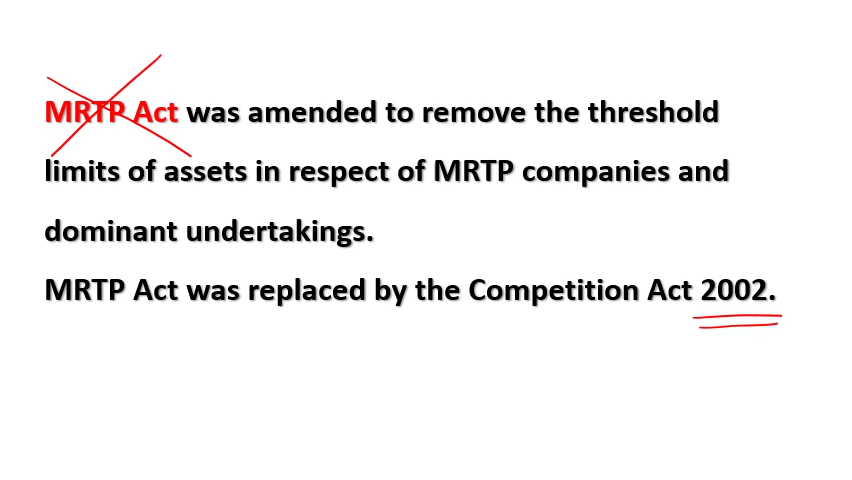 MRTP Act was amended to remove the threshold
limits of assets in respect of MRTP companies and
dominant undertakings.
MRTP Act was replaced by the Competition Act 2002.